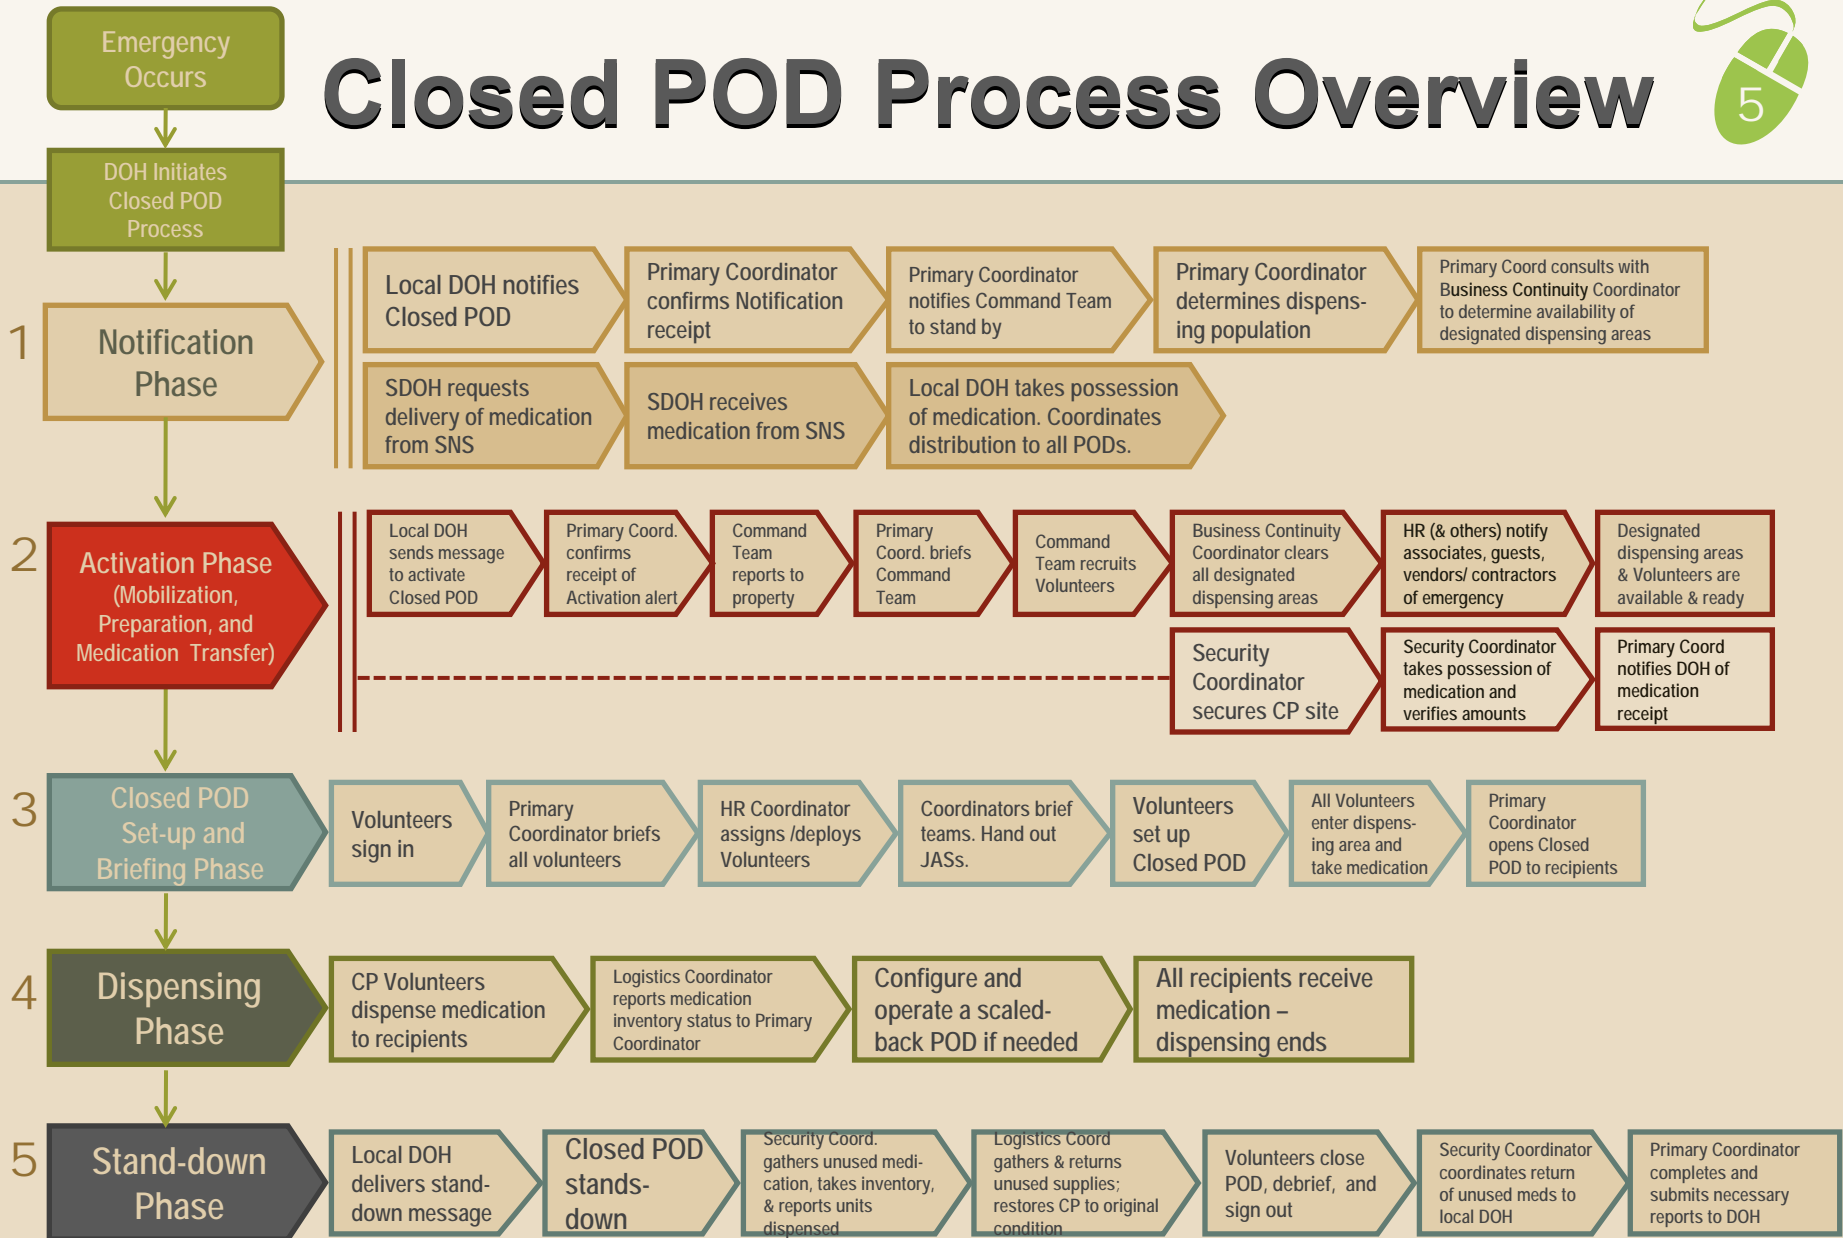 Emergency
Occurs
Closed POD Process Overview
5
DOH Initiates
Closed POD
Process
1
Notification
Phase
Local DOH notifies
Closed POD
Primary Coordinator
confirms Notification
receipt
Primary Coordinator
notifies Command Team
to stand by
Primary Coordinator
determines dispens-
ing population
Primary Coord consults with
Business Continuity Coordinator
to determine availability of
designated dispensing areas
SDOH requests
delivery of medication
from SNS
SDOH receives
medication from SNS
Local DOH takes possession
of medication. Coordinates
distribution to all PODs.
2
Activation Phase
(Mobilization,
Preparation, and
Medication Transfer)
Local DOH
sends message
to activate
Closed POD
Primary Coord.
confirms
receipt of
Activation alert
Command
Team
reports to
property
Primary
Coord. briefs
Command
Team
Command
Team recruits
Volunteers
Business Continuity
Coordinator clears
all designated
dispensing areas
HR (& others) notify
associates, guests,
vendors/ contractors
of emergency
Designated
dispensing areas
& Volunteers are
available & ready
Security
Coordinator
secures CP site
Security Coordinator
takes possession of
medication and
verifies amounts
Primary Coord
notifies DOH of
medication
receipt
3
Closed POD
Set-up and
Briefing Phase
Volunteers
sign in
Primary
Coordinator briefs
all volunteers
HR Coordinator
assigns /deploys
Volunteers
Coordinators brief
teams. Hand out
JASs.
Volunteers
set up
Closed POD
All Volunteers
enter dispens-
ing area and
take medication
Primary
Coordinator
opens Closed
POD to recipients
4
Dispensing
Phase
CP Volunteers
dispense medication
to recipients
Logistics Coordinator
reports medication
inventory status to Primary
Coordinator
Configure and
operate a scaled-
back POD if needed
All recipients receive
medication –
dispensing ends
5
Stand-down
Phase
Local DOH
delivers stand-
down message
Closed POD
stands-
down
Security Coord.
gathers unused medi-
cation, takes inventory,
& reports units
dispensed
Logistics Coord
gathers & returns
unused supplies;
restores CP to original
condition
Volunteers close
POD, debrief, and
sign out
Security Coordinator
coordinates return
of unused meds to
local DOH
Primary Coordinator
completes and
submits necessary
reports to DOH